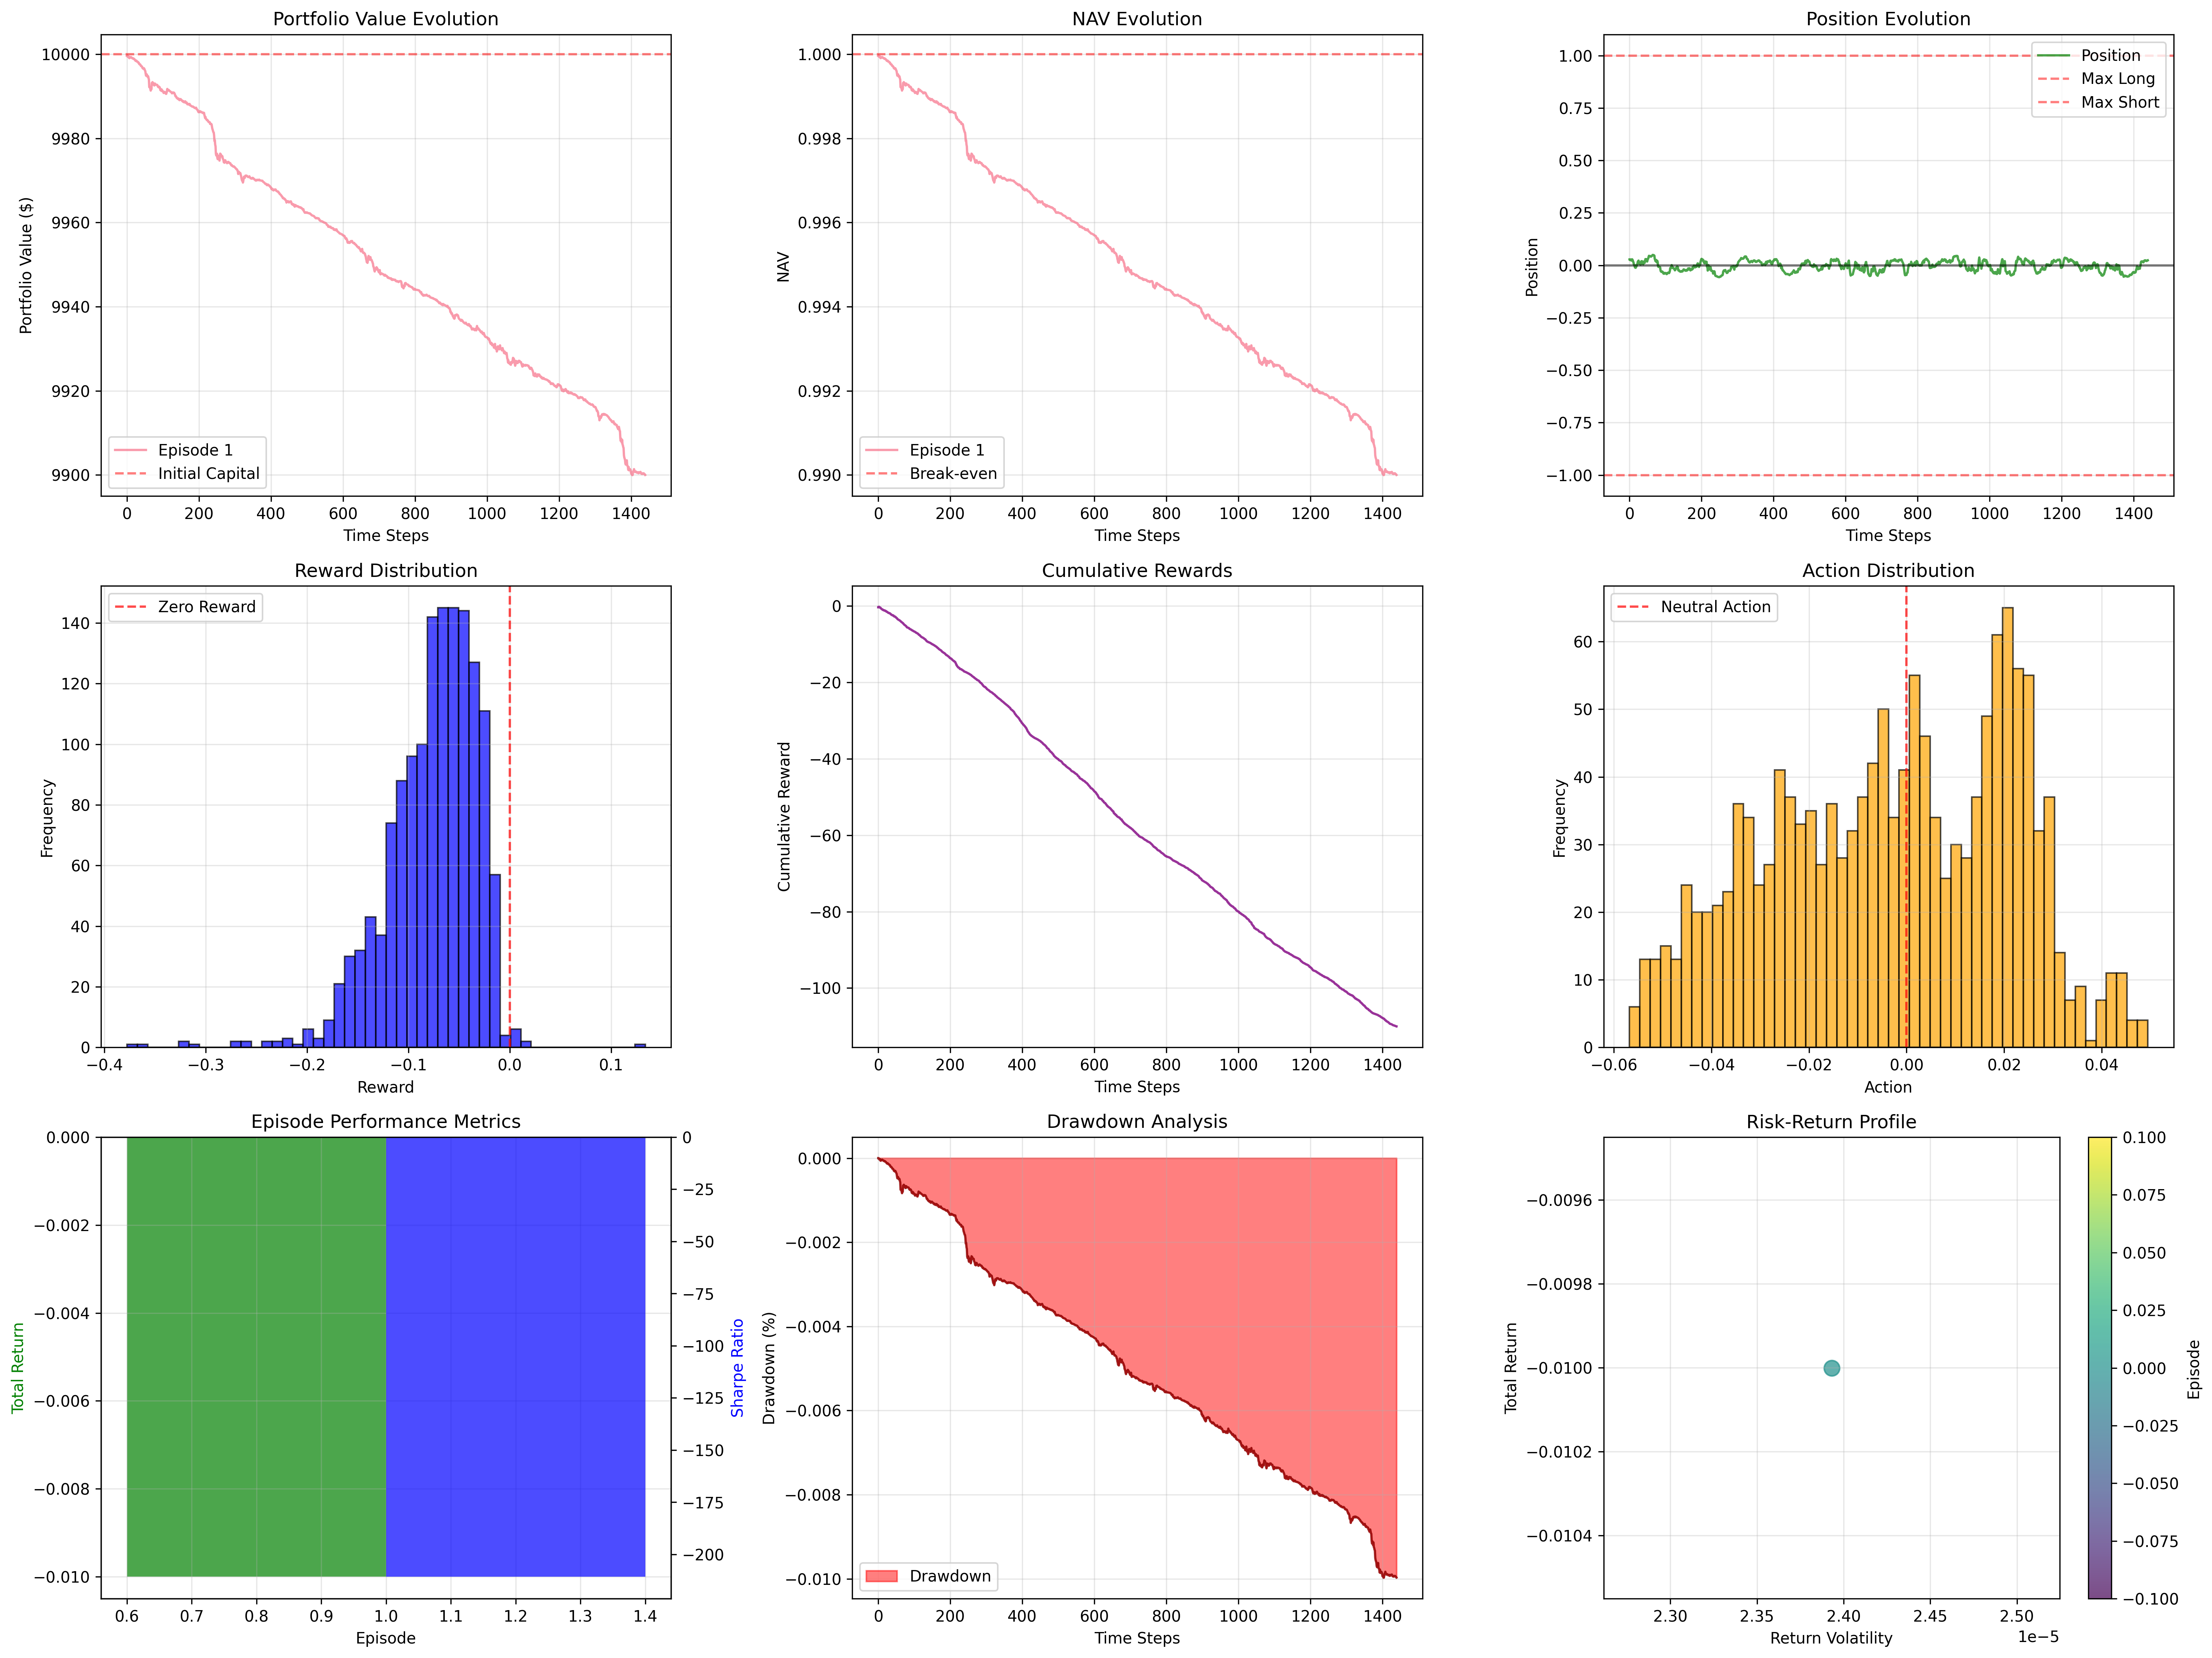 Portfolio Value Evolution
10000
9980
9960
9940
9920
9900
Portfolio Value ($)
Episode 1
Initial Capital
0 200 400 600 800 1000 1200 1400
Time Steps
NAV Evolution
1.000
0.998
0.996
0.994
0.992
0.990
NAV
Episode 1
Break-even
0 200 400 600 800 1000 1200 1400
Time Steps
Position Evolution
1.00
0.75
0.50
0.25
0.00
−0.25
−0.50
−0.75
−1.00
Position
Position
Max Long
Max Short
0 200 400 600 800 1000 1200 1400
Time Steps
Reward Distribution
140
120
100
80
60
40
20
0
Frequency
Zero Reward
−0.4 −0.3 −0.2 −0.1 0.0 0.1
Reward
Cumulative Rewards
0
−20
−40
−60
−80
−100
Cumulative Reward
0 200 400 600 800 1000 1200 1400
Time Steps
Action Distribution
60
50
40
30
20
10
0
Frequency
Neutral Action
−0.06 −0.04 −0.02 0.00 0.02 0.04
Action
Episode Performance Metrics
0.000
−0.002
−0.004
−0.006
−0.008
−0.010
Total Return
0
−25
−50
−75
−100
−125
−150
−175
−200
Sharpe Ratio
0.6 0.7 0.8 0.9 1.0 1.1 1.2 1.3 1.4
Episode
Drawdown Analysis
0.000
−0.002
−0.004
−0.006
−0.008
−0.010
Drawdown (%)
Drawdown
0 200 400 600 800 1000 1200 1400
Time Steps
Risk-Return Profile
−0.0096
−0.0098
−0.0100
−0.0102
−0.0104
Total Return
2.30 2.35 2.40 2.45 2.50
1e−5
Return Volatility
0.100
0.075
0.050
0.025
0.000
−0.025
−0.050
−0.075
−0.100
Episode